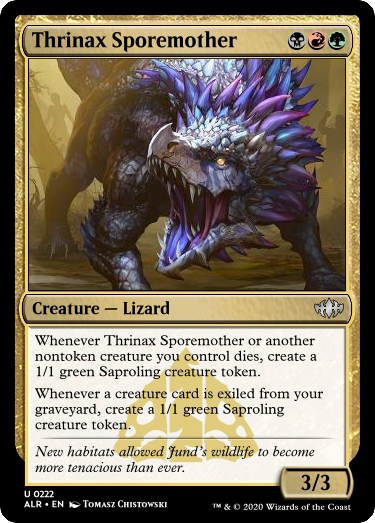 Thrinax Sporemother
Creature — Lizard
Whenever Thrinax Sporemother or another
nontoken creature you control dies, create a
1/1 green Saproling creature token.
Whenever a creature card is exiled from your
graveyard, create a 1/1 green Saproling
creature token.
New habitats allowed Jund's wildlife to become
more tenacious than ever.
3/3
U 0222
ALR • EN Tomasz Chistowski
™ & © 2020 Wizards of the Coast